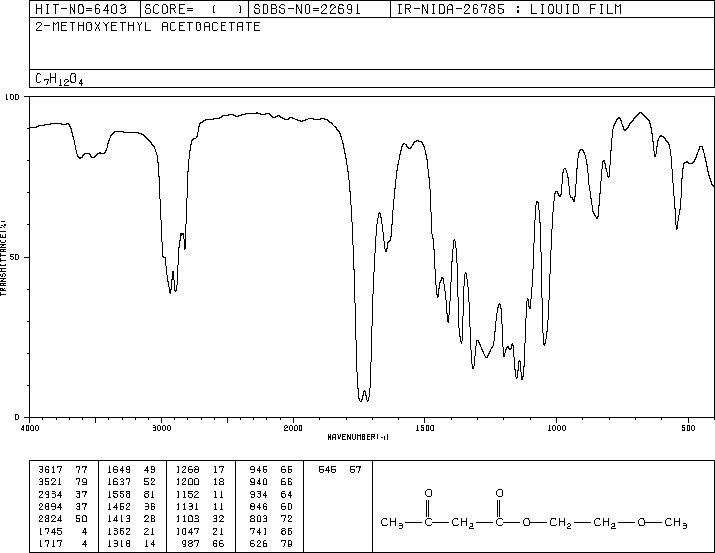 HIT-NO=6403 SCORE= ( ) SDBS-NO=22691 IR-NIDA-26785 : LIQUID FILM
2-METHOXYETHYL ACETOACETATE
C7H12O4
100
TRANSMITTANCE(%)
50
0
4000 3000 2000 1500 1000 500
WAVENUMBER(-1)
3617 77 1649 49 1268 17 946 66 545 57
3521 79 1637 52 1200 18 940 66
2934 37 1558 81 1152 11 934 64
2894 37 1452 36 1131 11 846 60
2824 50 1413 28 1103 32 803 72
1745 4 1362 21 1047 21 741 86
1717 4 1318 14 987 66 626 79
O O
CH3 C CH2 C O CH2 CH2 O CH3